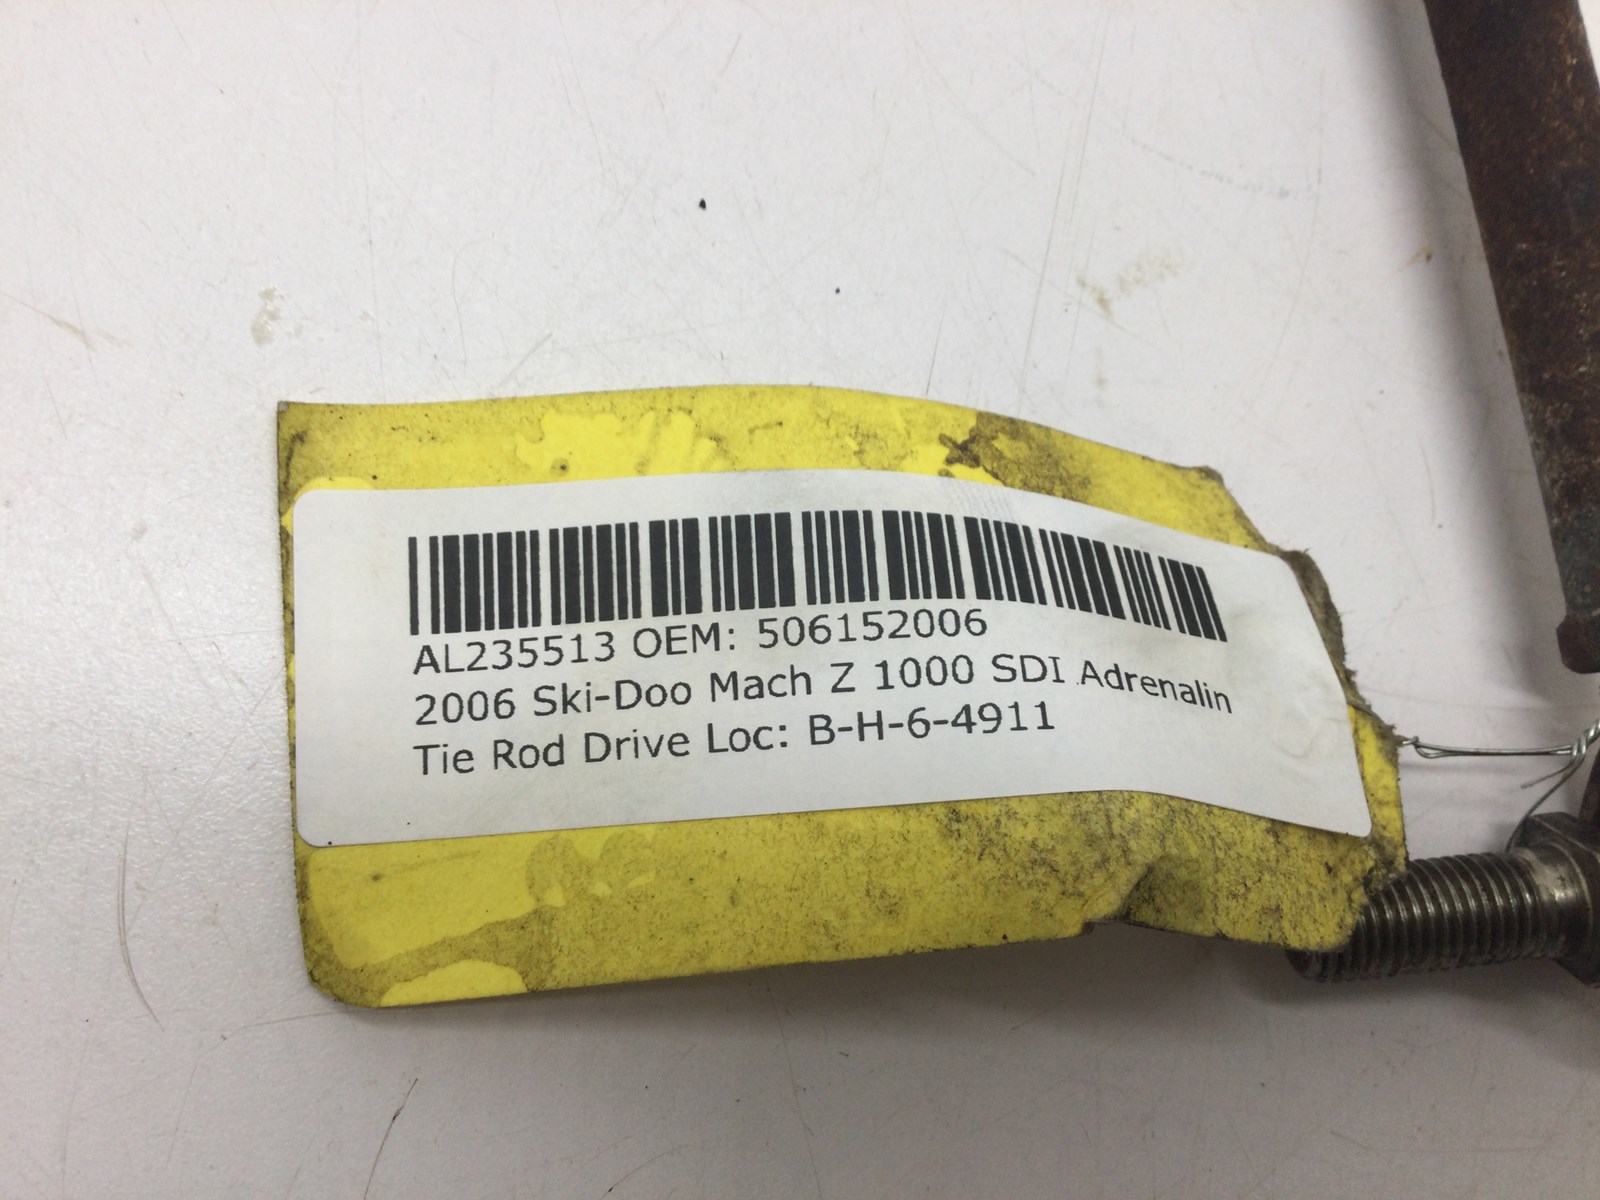 AL235513 OEM: 506152006
2006 Ski-Doo Mach Z 1000 SDI Adrenalin
Tie Rod Drive Loc: B-H-6-4911